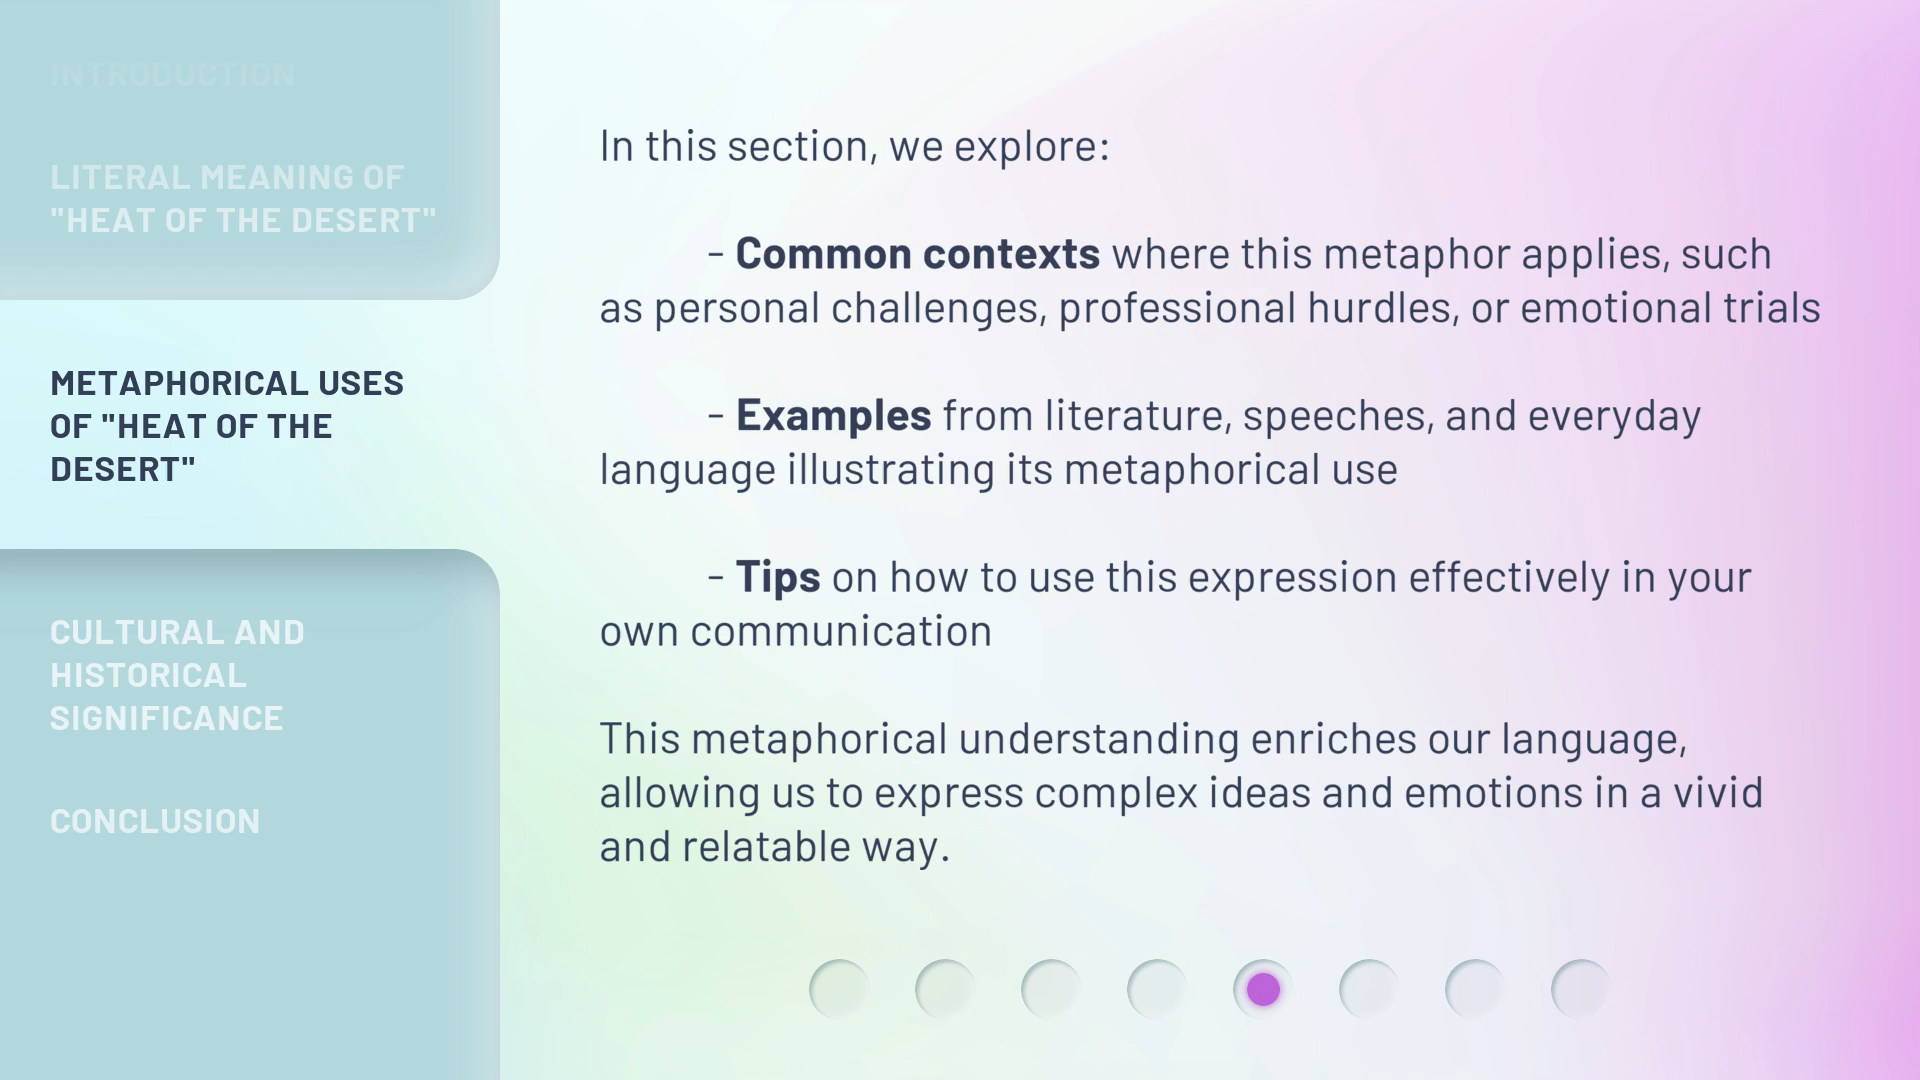 INTRODUCTION
LITERAL MEANING OF
"HEAT OF THE DESERT"
METAPHORICAL USES
OF "HEAT OF THE
DESERT"
CULTURAL AND
HISTORICAL
SIGNIFICANCE
CONCLUSION
In this section, we explore:
- Common contexts where this metaphor applies, such
as personal challenges, professional hurdles, or emotional trials
- Examples from literature, speeches, and everyday
language illustrating its metaphorical use
- Tips on how to use this expression effectively in your
own communication
This metaphorical understanding enriches our language,
allowing us to express complex ideas and emotions in a vivid
and relatable way.